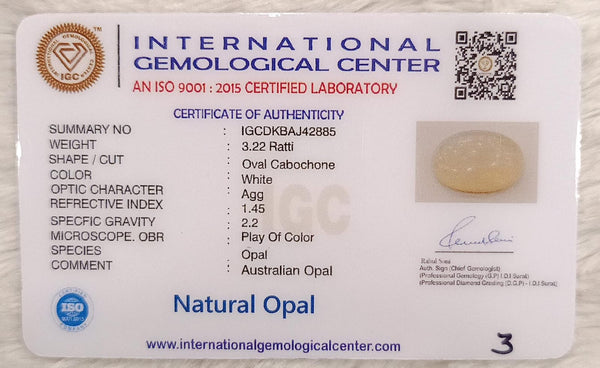 INTERNATIONAL
GEMOLOGICAL CENTER
AN ISO 9001 : 2015 CERTIFIED LABORATORY
IGC
TM
CERTIFICATE OF AUTHENTICITY
SUMMARY NO : IGCDKBAJ42885
WEIGHT : 3.22 Ratti
SHAPE / CUT : Oval Cabochone
COLOR : White
OPTIC CHARACTER : Agg
REFRACTIVE INDEX : 1.45
SPECFIC GRAVITY : 2.2
MICROSCOPE. OBR : Play Of Color
SPECIES : Opal
COMMENT : Australian Opal
IGC
Rahul Soni
Auth. Sign (Chief Gemologist)
(Professional Gemology (G.P) I.D.I Surat)
(Professional Diamond Grading (D.G.P) - I.D.I Surat)
ISO
Natural Opal
www.internationalgemologicalcenter.com
3